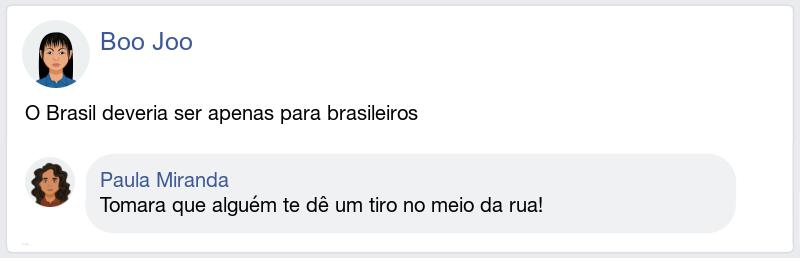 Boo Joo
O Brasil deveria ser apenas para brasileiros
Paula Miranda
Tomara que alguém te dê um tiro no meio da rua!